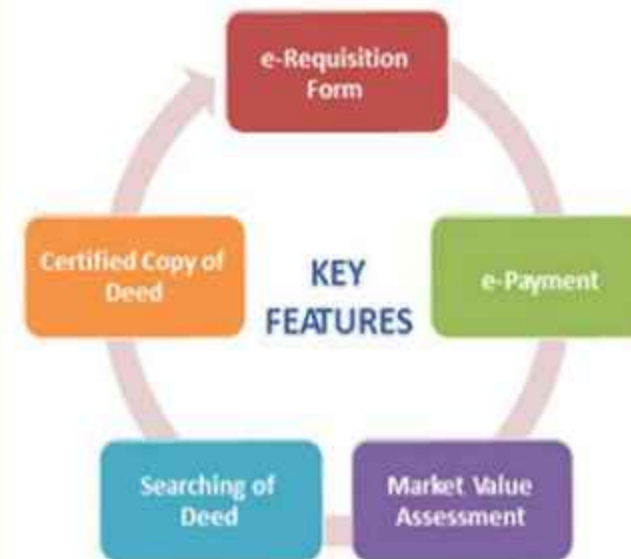 e-Requisition
Form
Certified Copy of
Deed
KEY
FEATURES
e-Payment
Searching of
Deed
Market Value
Assessment